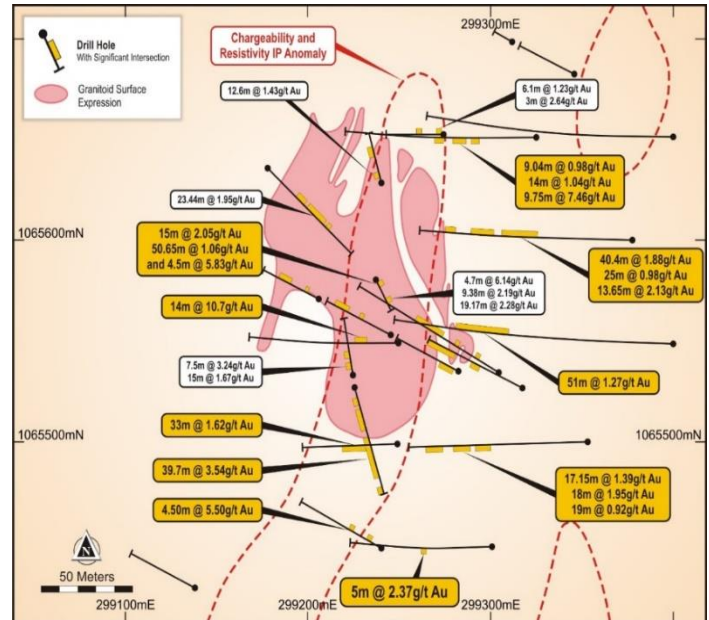 299300mE
Drill Hole
With Significant Intersection
Granitoid Surface
Expression
Chargeability and
Resistivity IP Anomaly
12.6m @ 1.43g/t Au
6.1m @ 1.23g/t Au
3m @ 2.64g/t Au
9.04m @ 0.98g/t Au
14m @ 1.04g/t Au
9.75m @ 7.46g/t Au
23.44m @ 1.95g/t Au
1065600mN
15m @ 2.05g/t Au
50.65m @ 1.06g/t Au
and 4.5m @ 5.83g/t Au
40.4m @ 1.88g/t Au
25m @ 0.98g/t Au
13.65m @ 2.13g/t Au
4.7m @ 6.14g/t Au
9.38m @ 2.19g/t Au
19.17m @ 2.28g/t Au
14m @ 10.7g/t Au
7.5m @ 3.24g/t Au
15m @ 1.67g/t Au
51m @ 1.27g/t Au
33m @ 1.62g/t Au
1065500mN
1065500mN
39.7m @ 3.54g/t Au
17.15m @ 1.39g/t Au
18m @ 1.95g/t Au
19m @ 0.92g/t Au
4.50m @ 5.50g/t Au
N
50 Meters
5m @ 2.37g/t Au
299100mE
299200mE
299300mE